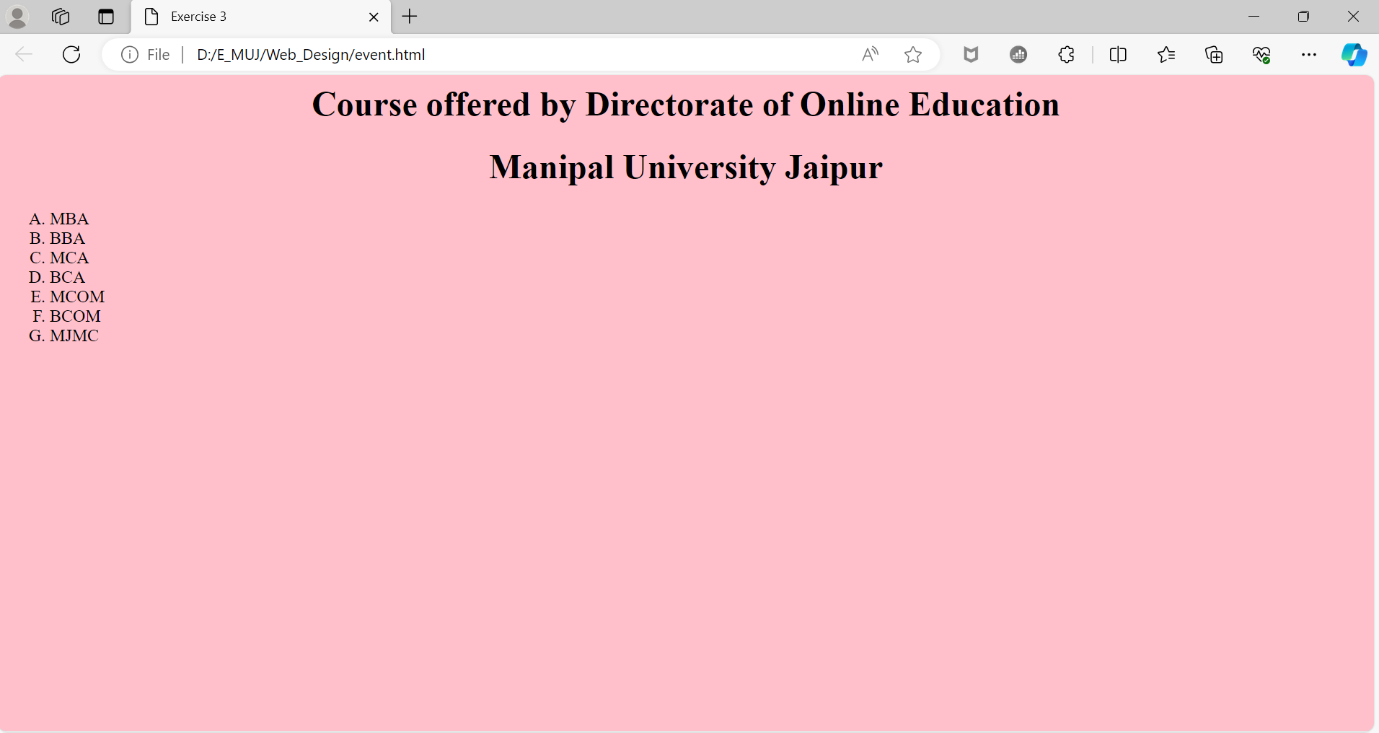 Exercise 3
File D:/E_MUJ/Web_Design/event.html
Course offered by Directorate of Online Education
Manipal University Jaipur
A. MBA
B. BBA
C. MCA
D. BCA
E. MCOM
F. BCOM
G. MJMC